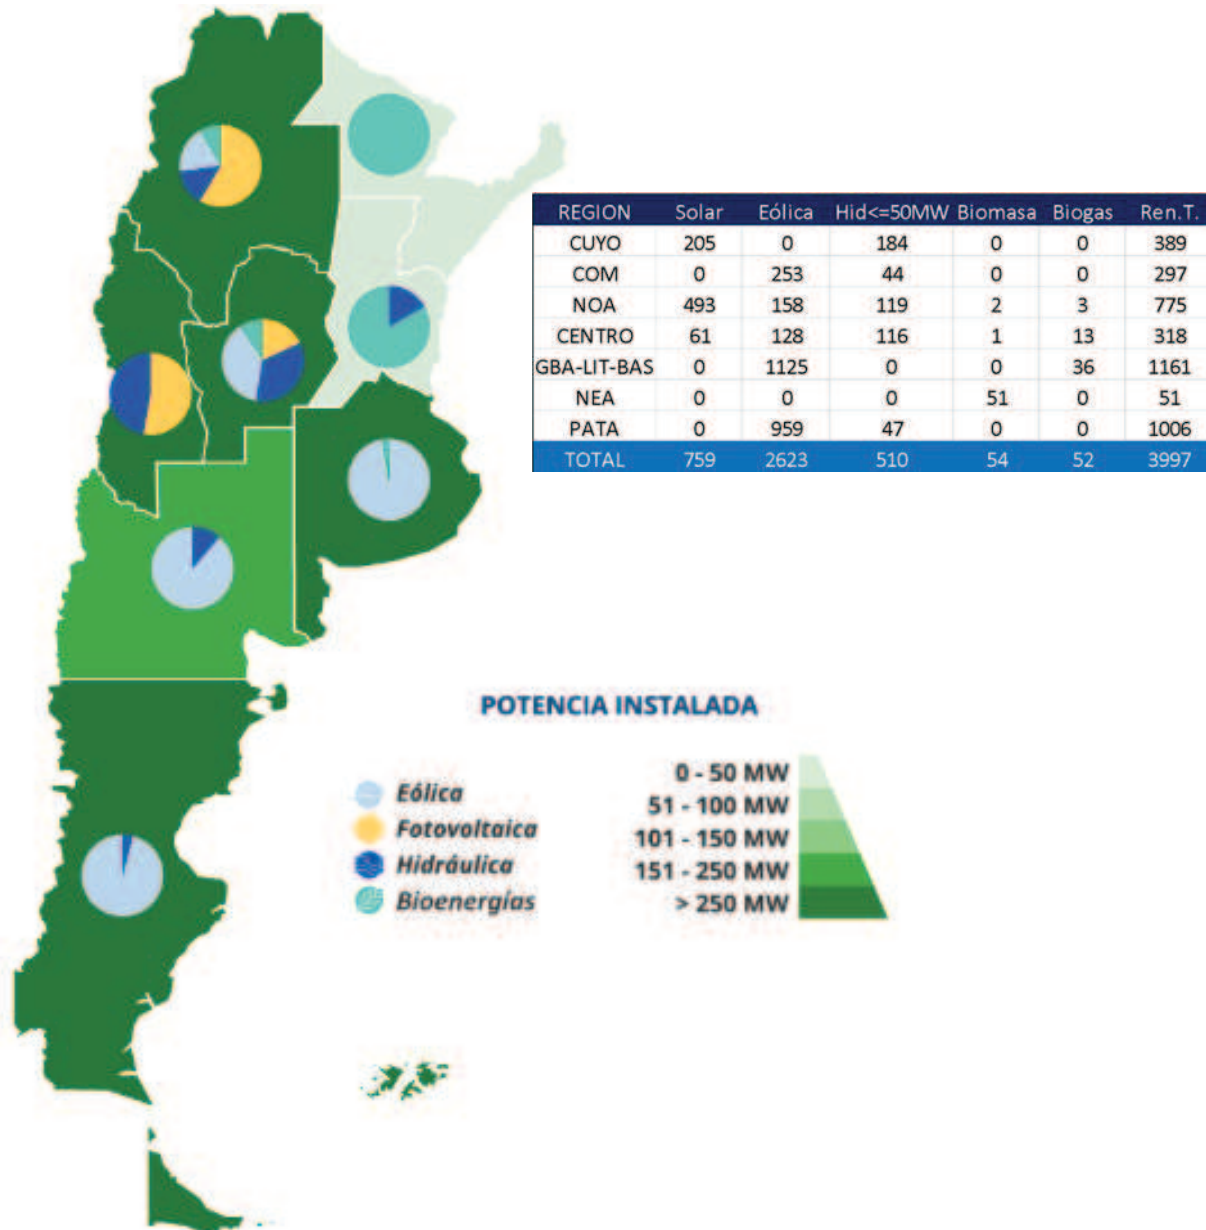 REGION Solar Eólica Hid<=50MW Biomasa Biogas Ren.T.
CUYO 205 0 184 0 0 389
COM 0 253 44 0 0 297
NOA 493 158 119 2 3 775
CENTRO 61 128 116 1 13 318
GBA-LIT-BAS 0 1125 0 0 36 1161
NEA 0 0 0 51 0 51
PATA 0 959 47 0 0 1006
TOTAL 759 2623 510 54 52 3997
POTENCIA INSTALADA
Eólica
Fotovoltaica
Hidráulica
Bioenergías
0 - 50 MW
51 - 100 MW
101 - 150 MW
151 - 250 MW
> 250 MW